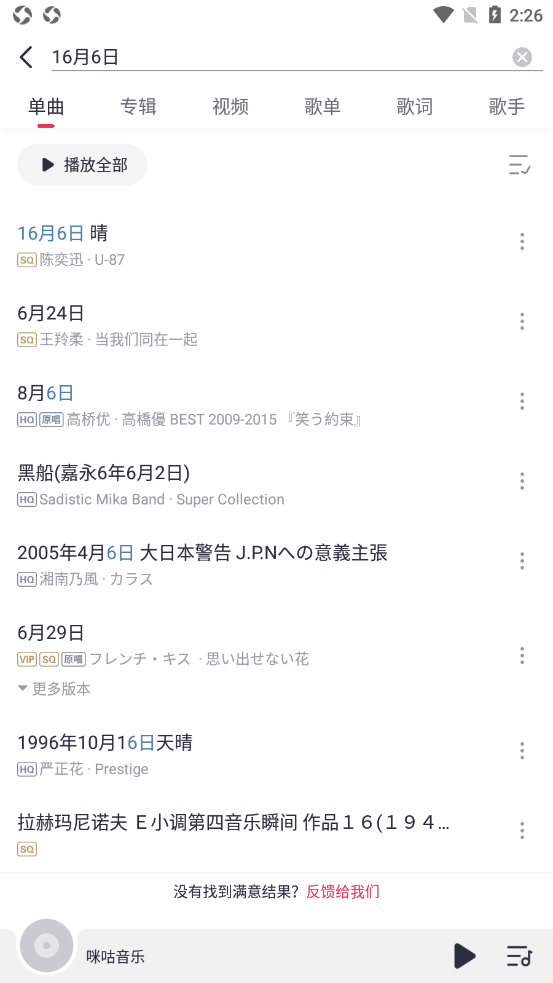 2:26
16月6日
单曲 专辑 视频 歌单 歌词 歌手
播放全部
16月6日 晴
SQ 陈奕迅 · U-87
6月24日
SQ 王羚柔 · 当我们同在一起
8月6日
HQ 原唱 高桥优 · 高橋優 BEST 2009-2015 『笑う約束』
黑船(嘉永6年6月2日)
HQ Sadistic Mika Band · Super Collection
2005年4月6日 大日本警告 J.P.Nへの意義主張
HQ 湘南乃風 · カラス
6月29日
VIP SQ 原唱 フレンチ・キス · 思い出せない花
更多版本
1996年10月16日天晴
HQ 严正花 · Prestige
拉赫玛尼诺夫 Ｅ小调第四音乐瞬间 作品１６(１９４...
SQ
没有找到满意结果？反馈给我们
咪咕音乐